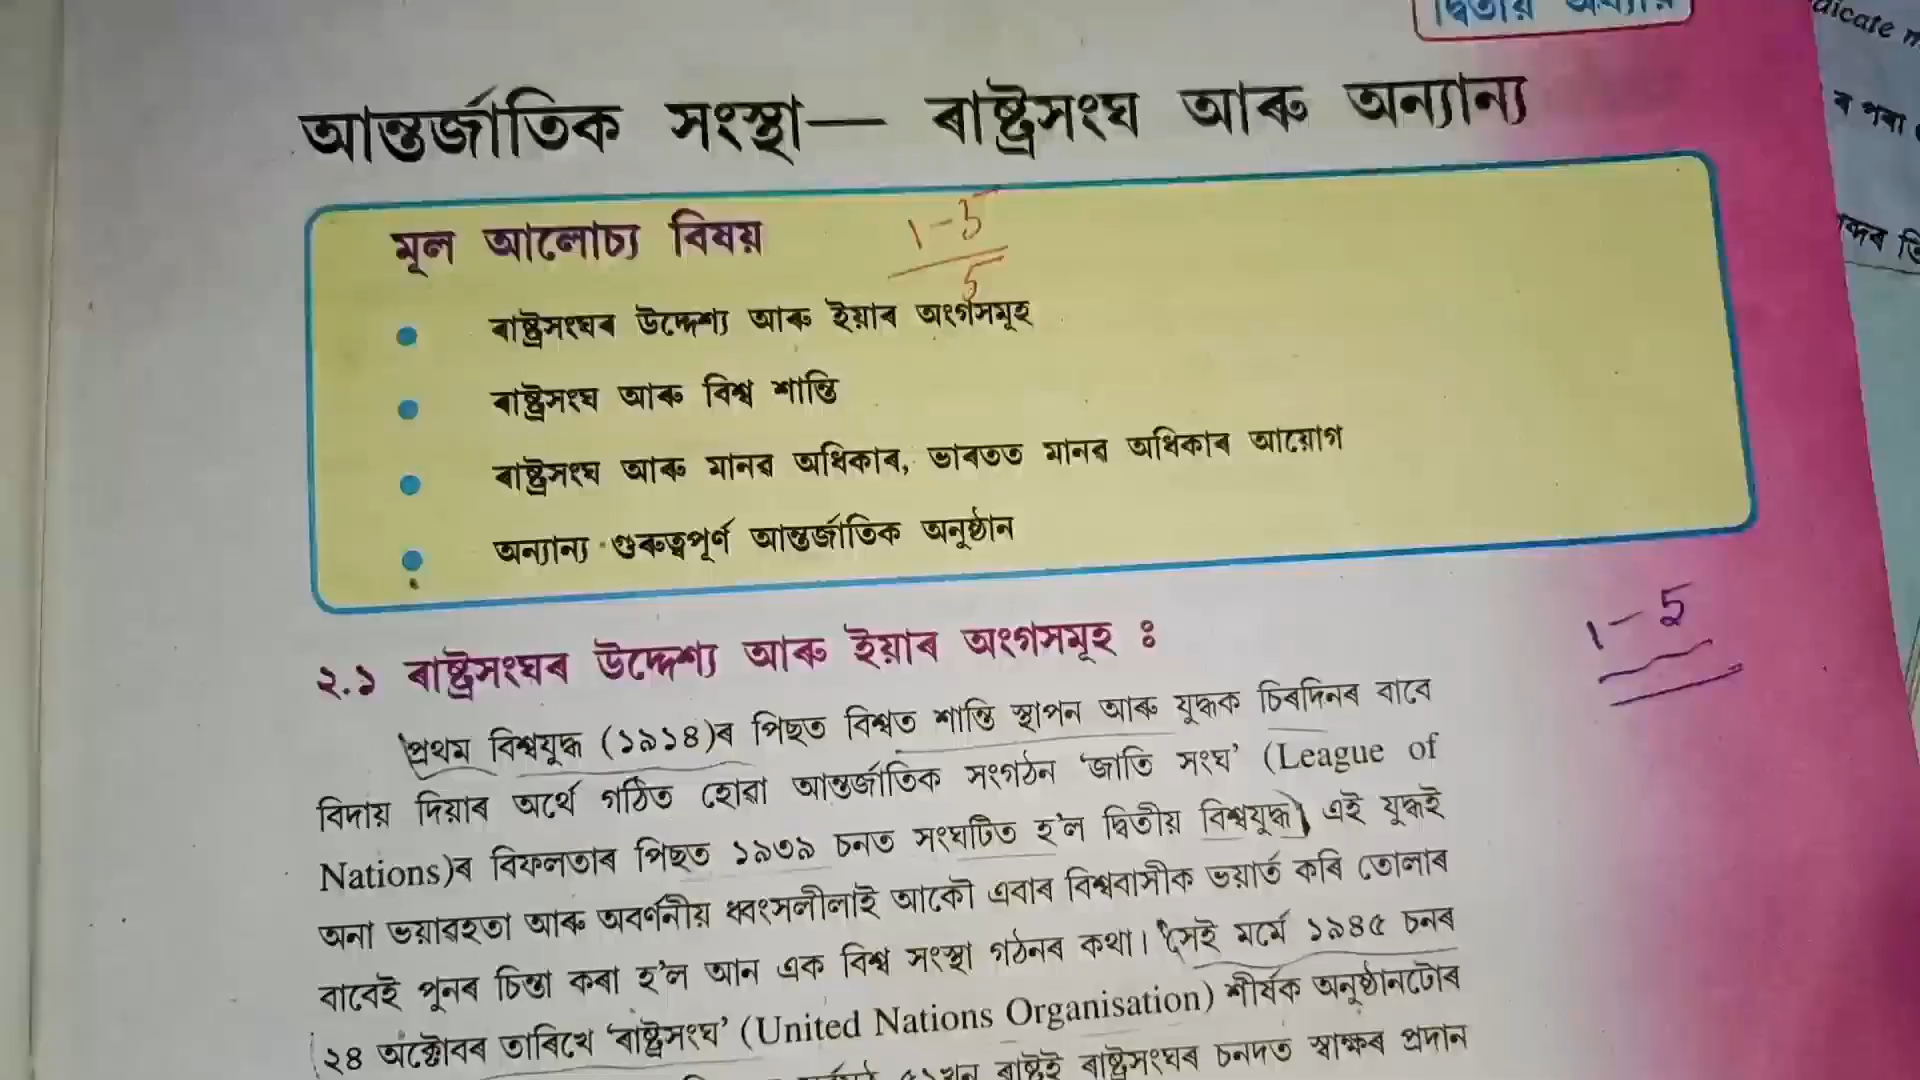 দ্বিতীয় অধ্যায়
আন্তৰ্জাতিক সংস্থা— ৰাষ্ট্ৰসংঘ আৰু অন্যান্য
মূল আলোচ্য বিষয়
1-5
5
ৰাষ্ট্ৰসংঘৰ উদ্দেশ্য আৰু ইয়াৰ অংগসমূহ
ৰাষ্ট্ৰসংঘ আৰু বিশ্ব শান্তি
ৰাষ্ট্ৰসংঘ আৰু মানৱ অধিকাৰ, ভাৰতত মানৱ অধিকাৰ আয়োগ
অন্যান্য গুৰুত্বপূৰ্ণ আন্তৰ্জাতিক অনুষ্ঠান
1-5
২.১ ৰাষ্ট্ৰসংঘৰ উদ্দেশ্য আৰু ইয়াৰ অংগসমূহ ঃ
প্ৰথম বিশ্বযুদ্ধ (১৯১৪)ৰ পিছত বিশ্বত শান্তি স্থাপন আৰু যুদ্ধক চিৰদিনৰ বাবে
বিদায় দিয়াৰ অৰ্থে গঠিত হোৱা আন্তৰ্জাতিক সংগঠন ‘জাতি সংঘ’ (League of
Nations)ৰ বিফলতাৰ পিছত ১৯৩৯ চনত সংঘটিত হ’ল দ্বিতীয় বিশ্বযুদ্ধ। এই যুদ্ধই
অনা ভয়াৱহতা আৰু অবৰ্ণনীয় ধ্বংসলীলাই আকৌ এবাৰ বিশ্ববাসীক ভয়াৰ্ত কৰি তোলাৰ
বাবেই পুনৰ চিন্তা কৰা হ’ল আন এক বিশ্ব সংস্থা গঠনৰ কথা। সেই মৰ্মে ১৯৪৫ চনৰ
২৪ অক্টোবৰ তাৰিখে ‘ৰাষ্ট্ৰসংঘ’ (United Nations Organisation) শীৰ্ষক অনুষ্ঠানটোৰ
৫১খন ৰাষ্ট্ৰই ৰাষ্ট্ৰসংঘৰ চনদত স্বাক্ষৰ প্ৰদান
dicate
ৰ পৰা